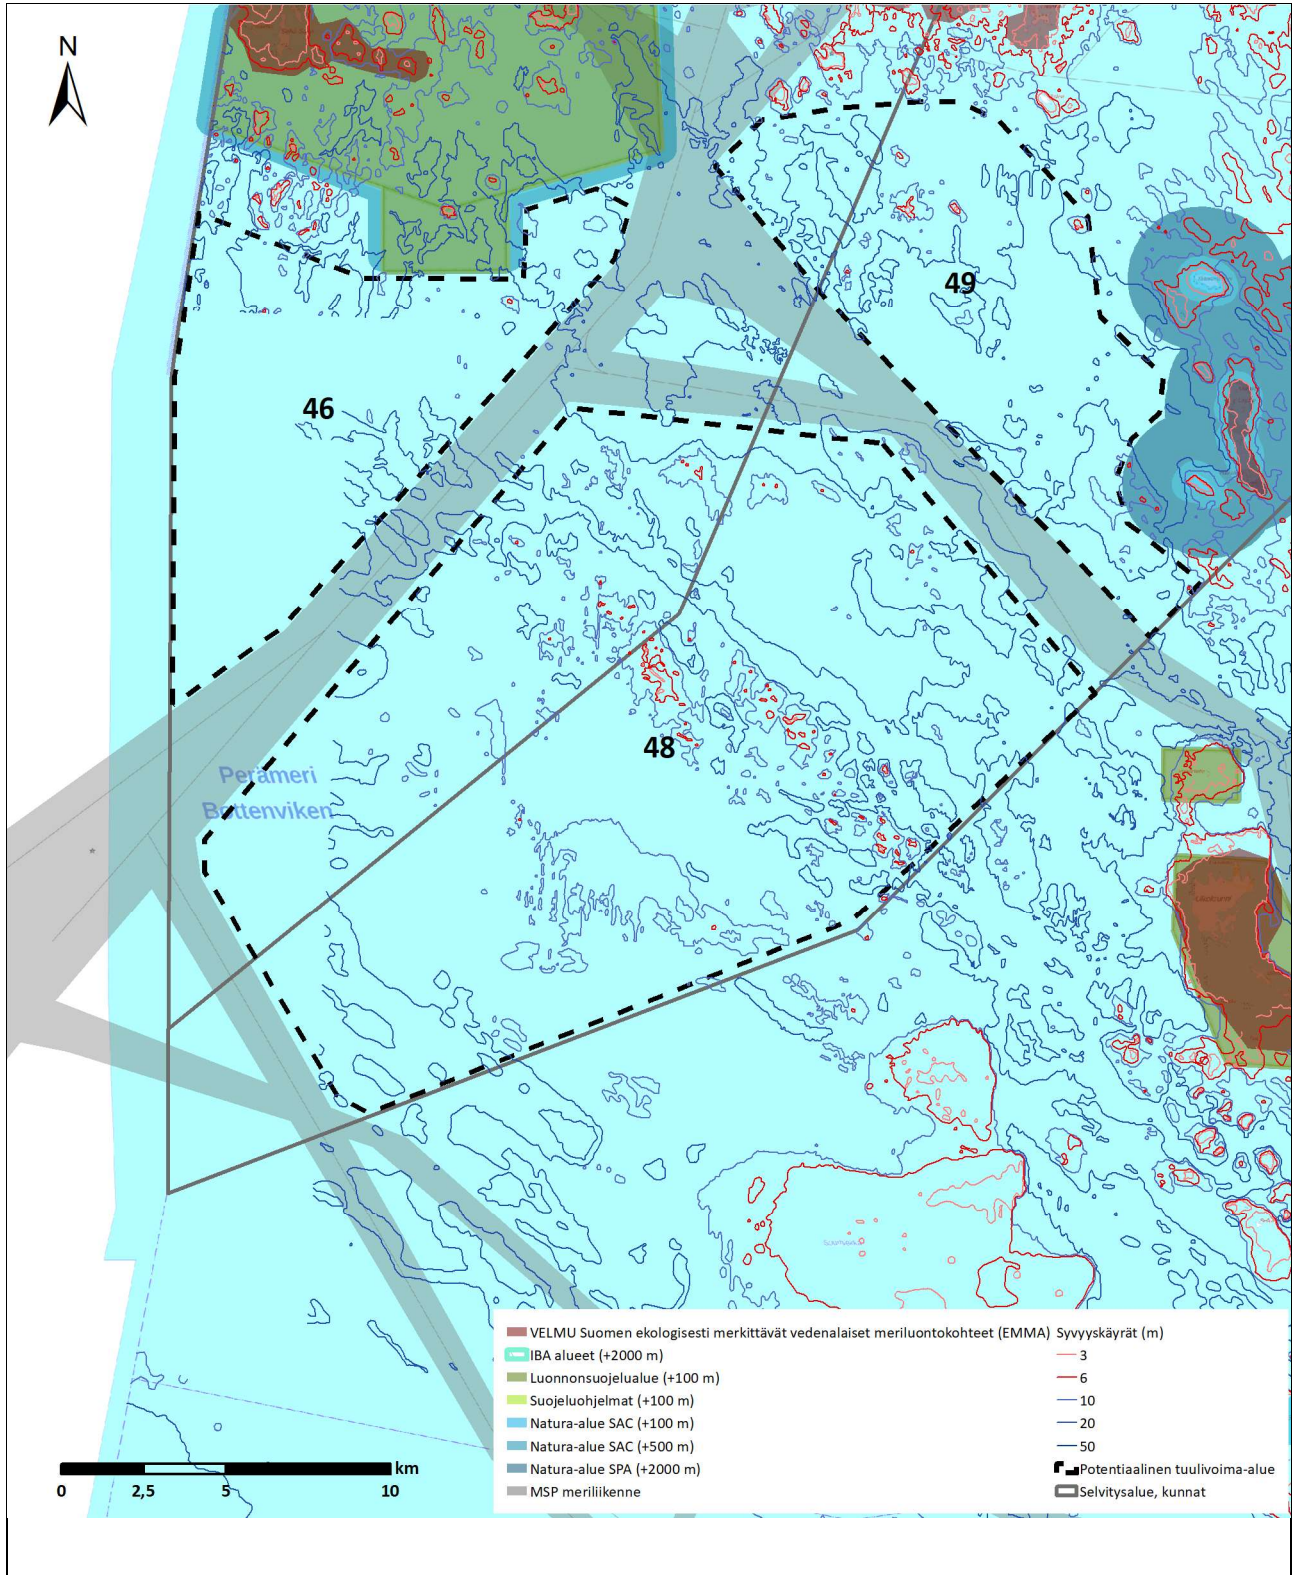 N
49
46
48
Perämeri
Bottenviken
VELMU Suomen ekologisesti merkittävät vedenalaiset meriluontokohteet (EMMA)
IBA alueet (+2000 m)
Luonnonsuojelualue (+100 m)
Suojeluohjelmat (+100 m)
Natura-alue SAC (+100 m)
Natura-alue SAC (+500 m)
Natura-alue SPA (+2000 m)
MSP meriliikenne
Syvyyskäyrät (m)
3
6
10
20
50
Potentiaalinen tuulivoima-alue
Selvitysalue, kunnat
km
0 2,5 5 10